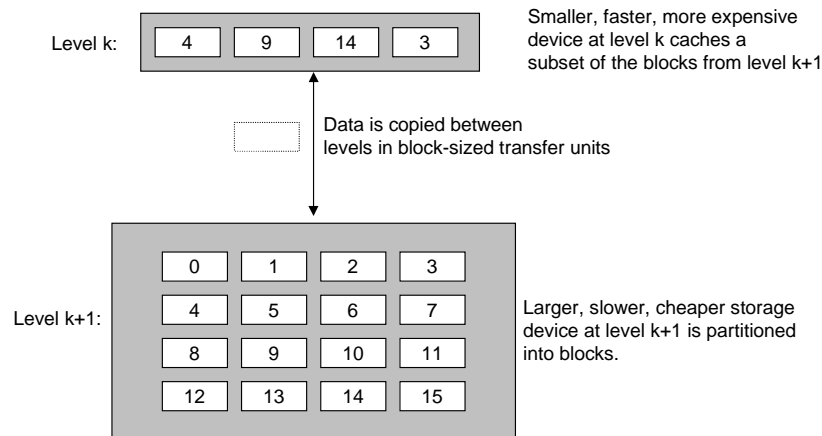 Level k:
4 9 14 3
Smaller, faster, more expensive
device at level k caches a
subset of the blocks from level k+1
Data is copied between
levels in block-sized transfer units
Level k+1:
0 1 2 3
4 5 6 7
8 9 10 11
12 13 14 15
Larger, slower, cheaper storage
device at level k+1 is partitioned
into blocks.